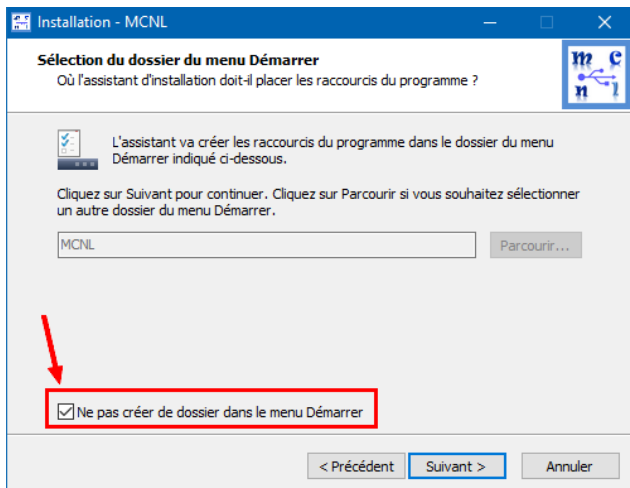 Installation - MCNL
Sélection du dossier du menu Démarrer
Où l'assistant d'installation doit-il placer les raccourcis du programme ?
m c
n l
L'assistant va créer les raccourcis du programme dans le dossier du menu
Démarrer indiqué ci-dessous.
Cliquez sur Suivant pour continuer. Cliquez sur Parcourir si vous souhaitez sélectionner
un autre dossier du menu Démarrer.
MCNL
Parcourir...
Ne pas créer de dossier dans le menu Démarrer
< Précédent
Suivant >
Annuler